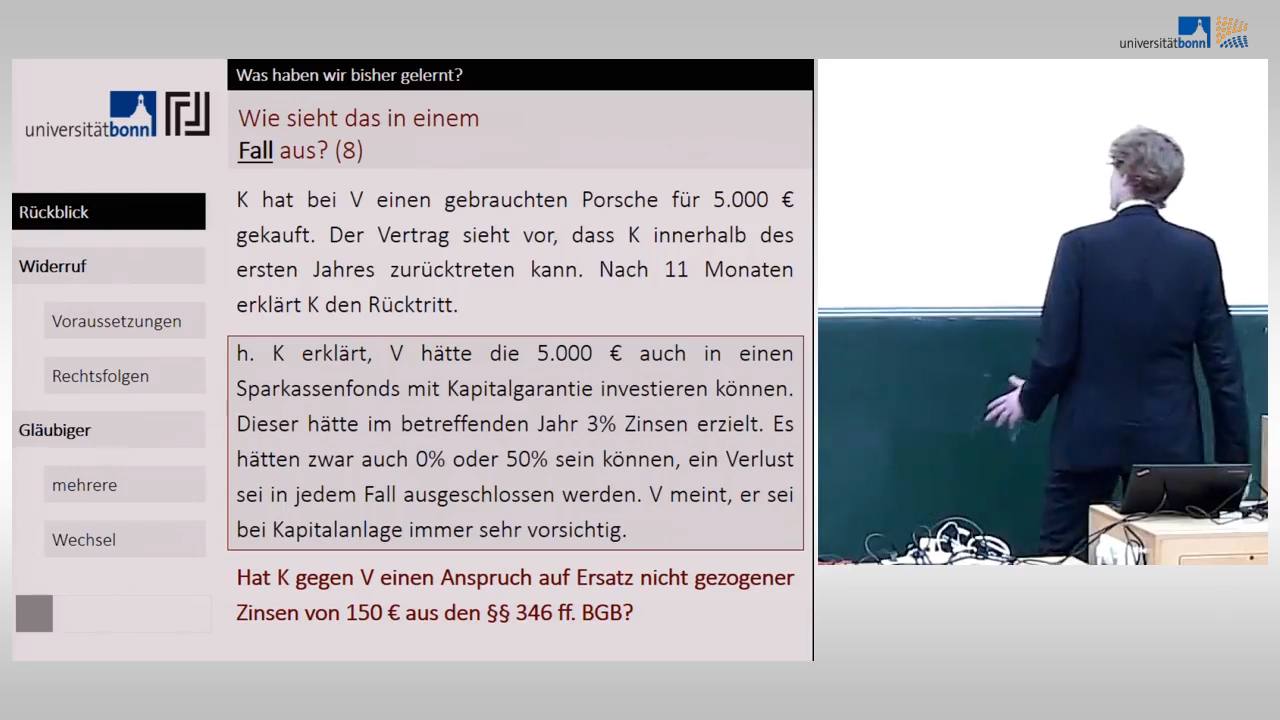 universitätbonn
Was haben wir bisher gelernt?
universitätbonn
Wie sieht das in einem
Fall aus? (8)
Rückblick
Widerruf
Voraussetzungen
Rechtsfolgen
Gläubiger
mehrere
Wechsel
K hat bei V einen gebrauchten Porsche für 5.000 €
gekauft. Der Vertrag sieht vor, dass K innerhalb des
ersten Jahres zurücktreten kann. Nach 11 Monaten
erklärt K den Rücktritt.
h. K erklärt, V hätte die 5.000 € auch in einen
Sparkassenfonds mit Kapitalgarantie investieren können.
Dieser hätte im betreffenden Jahr 3% Zinsen erzielt. Es
hätten zwar auch 0% oder 50% sein können, ein Verlust
sei in jedem Fall ausgeschlossen werden. V meint, er sei
bei Kapitalanlage immer sehr vorsichtig.
Hat K gegen V einen Anspruch auf Ersatz nicht gezogener
Zinsen von 150 € aus den §§ 346 ff. BGB?